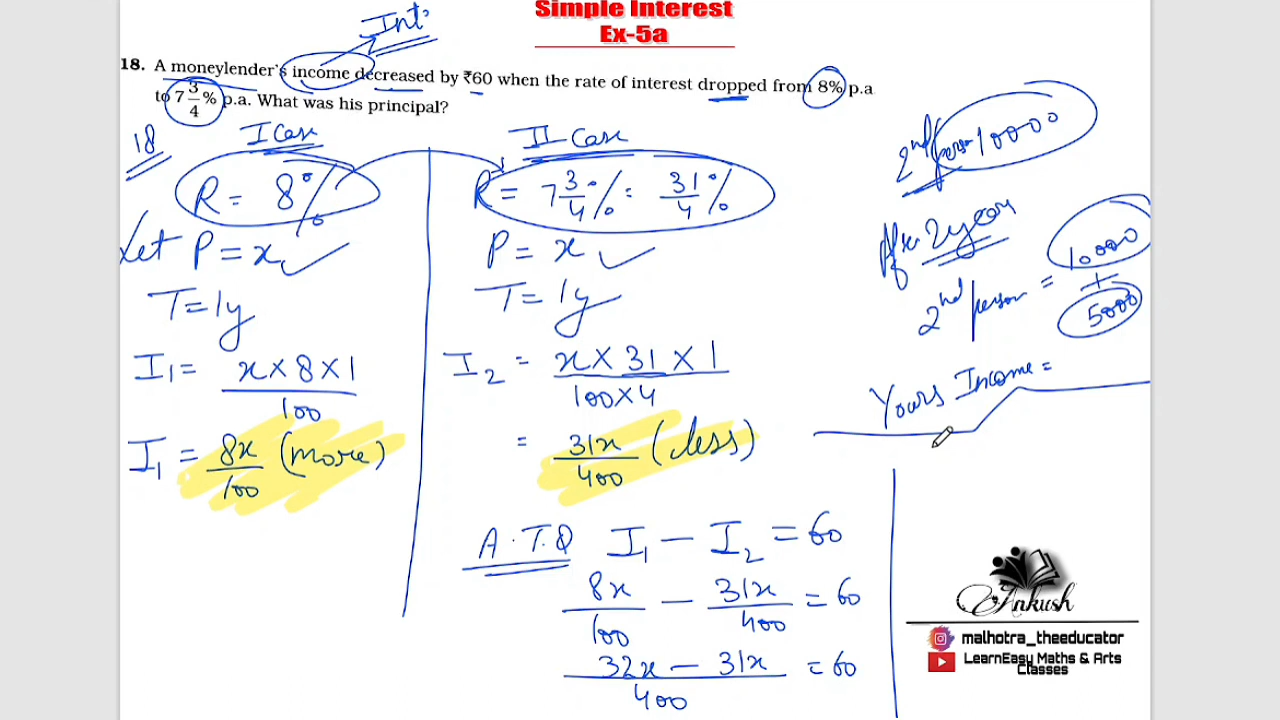 Simple Interest
Ex-5a
Int.
18. A moneylender's income decreased by ₹60 when the rate of interest dropped from 8% p.a
to 7 3/4 % p.a. What was his principal?
18
I Case
R = 8%
Let P = x
T = 1y
I1 = x × 8 × 1 / 100
I1 = 8x / 100 (more)
II Case
R = 7 3/4 % = 31/4 %
P = x
T = 1y
I2 = x × 31 × 1 / 100 × 4
= 31x / 400 (less)
A.T.Q I1 – I2 = 60
8x / 100 – 31x / 400 = 60
32x – 31x / 400 = 60
2nd person 10000
2 year
2nd person = 10000
+
5000
Yours Income =
Ankush
malhotra_theeducator
LearnEasy Maths & Arts
Classes